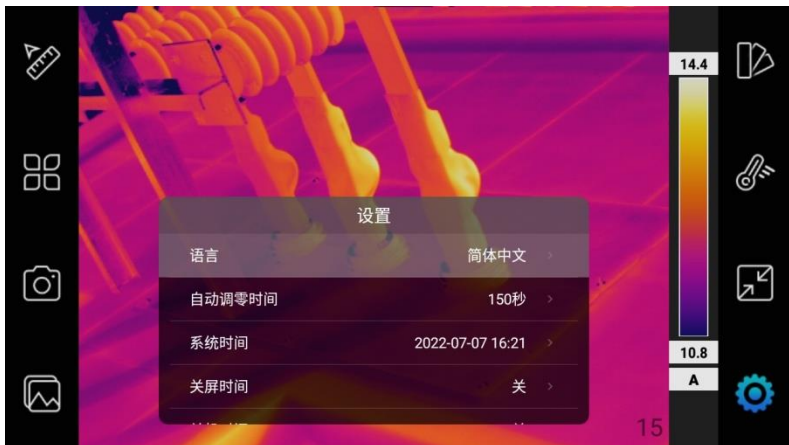 14.4
设置
语言 简体中文
自动调零时间 150秒
系统时间 2022-07-07 16:21
10.8
关屏时间 关
A
15